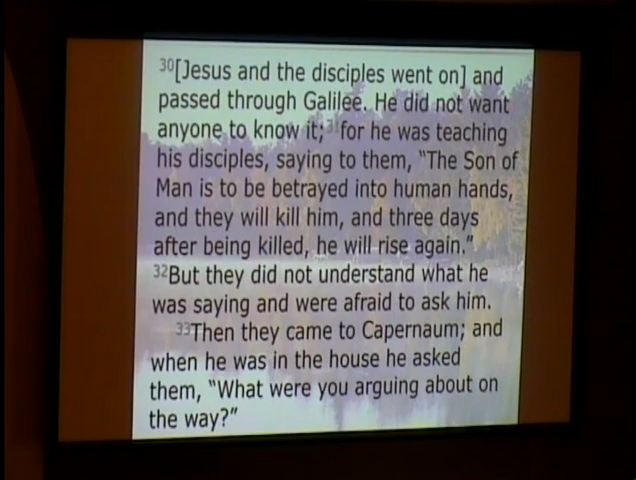 30[Jesus and the disciples went on] and
passed through Galilee. He did not want
anyone to know it; 31for he was teaching
his disciples, saying to them, “The Son of
Man is to be betrayed into human hands,
and they will kill him, and three days
after being killed, he will rise again.”
32But they did not understand what he
was saying and were afraid to ask him.
33Then they came to Capernaum; and
when he was in the house he asked
them, “What were you arguing about on
the way?”